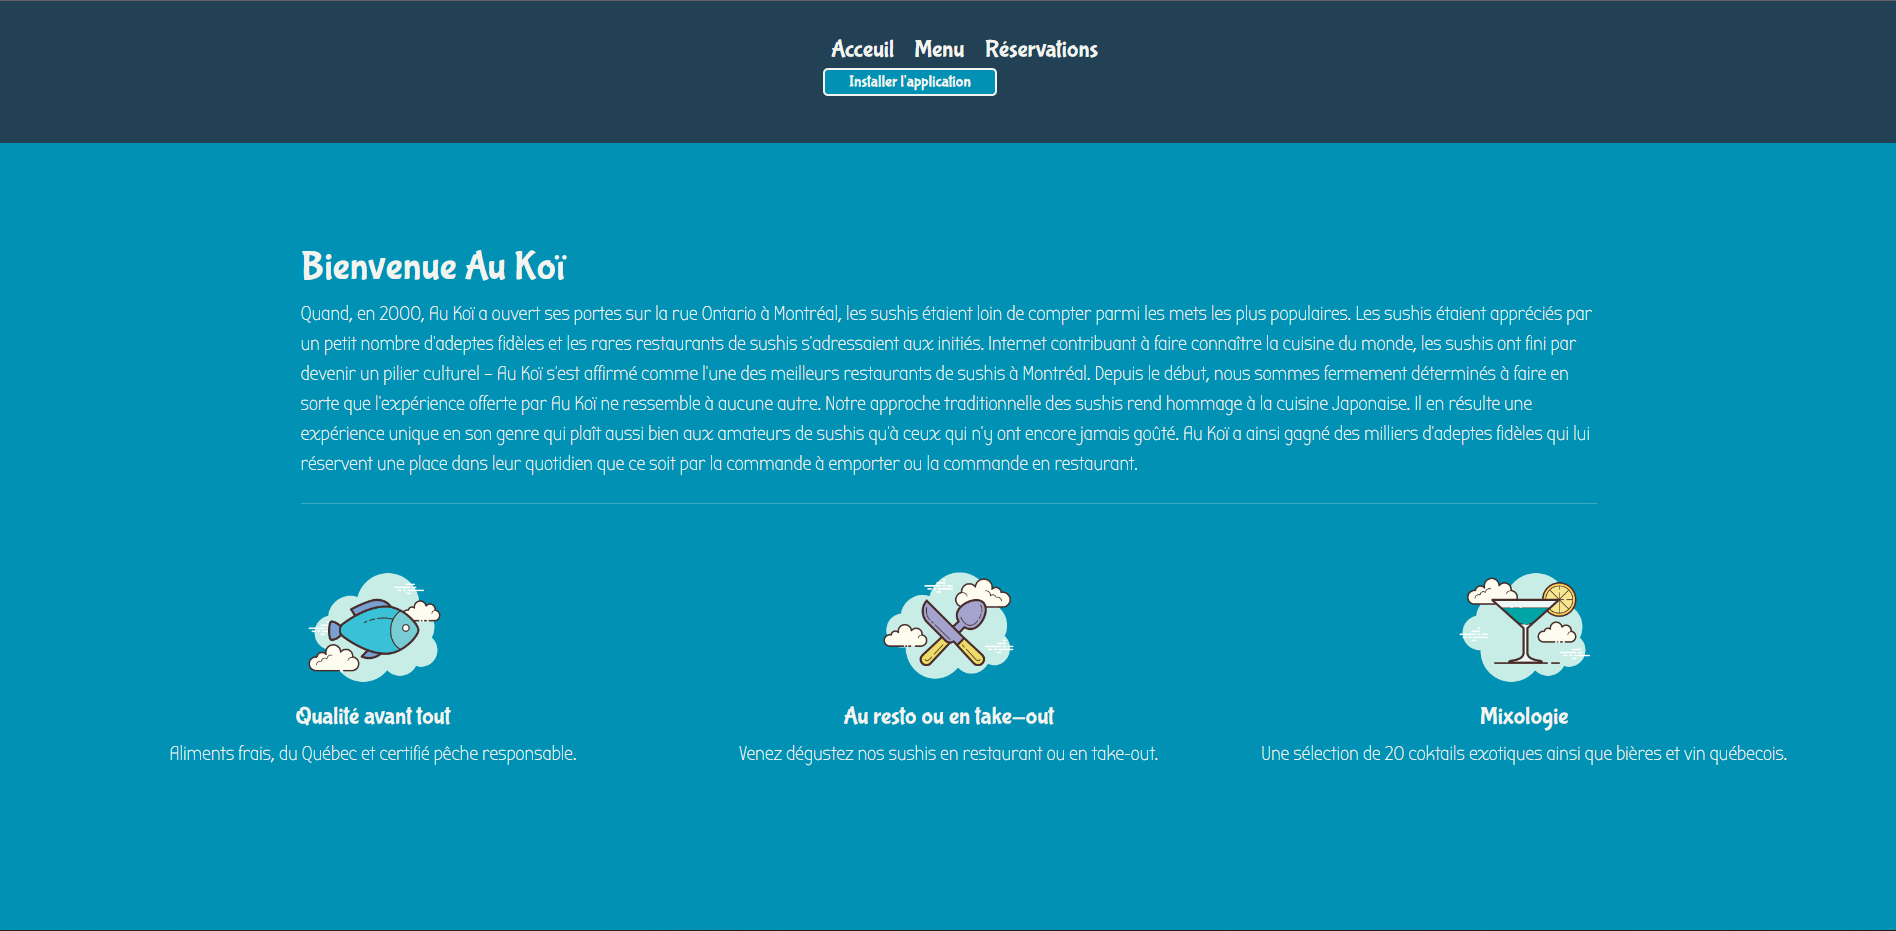 Acceuil Menu Réservations
Installer l'application
Bienvenue Au Koï
Quand, en 2000, Au Koï a ouvert ses portes sur la rue Ontario à Montréal, les sushis étaient loin de compter parmi les mets les plus populaires. Les sushis étaient appréciés par
un petit nombre d'adeptes fidèles et les rares restaurants de sushis s'adressaient aux initiés. Internet contribuant à faire connaître la cuisine du monde, les sushis ont fini par
devenir un pilier culturel – Au Koï s'est affirmé comme l'une des meilleurs restaurants de sushis à Montréal. Depuis le début, nous sommes fermement déterminés à faire en
sorte que l'expérience offerte par Au Koï ne ressemble à aucune autre. Notre approche traditionnelle des sushis rend hommage à la cuisine Japonaise. Il en résulte une
expérience unique en son genre qui plaît aussi bien aux amateurs de sushis qu'à ceux qui n'y ont encore jamais goûté. Au Koï a ainsi gagné des milliers d'adeptes fidèles qui lui
réservent une place dans leur quotidien que ce soit par la commande à emporter ou la commande en restaurant.
Qualité avant tout
Aliments frais, du Québec et certifié pêche responsable.
Au resto ou en take-out
Venez dégustez nos sushis en restaurant ou en take-out.
Mixologie
Une sélection de 20 coktails exotiques ainsi que bières et vin québecois.